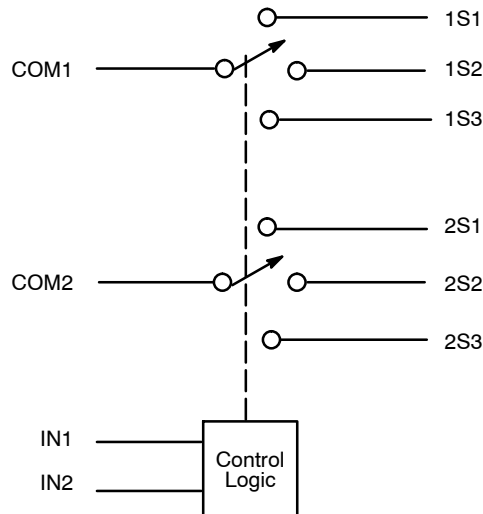 1S1
COM1
1S2
1S3
2S1
COM2
2S2
2S3
IN1
Control
Logic
IN2